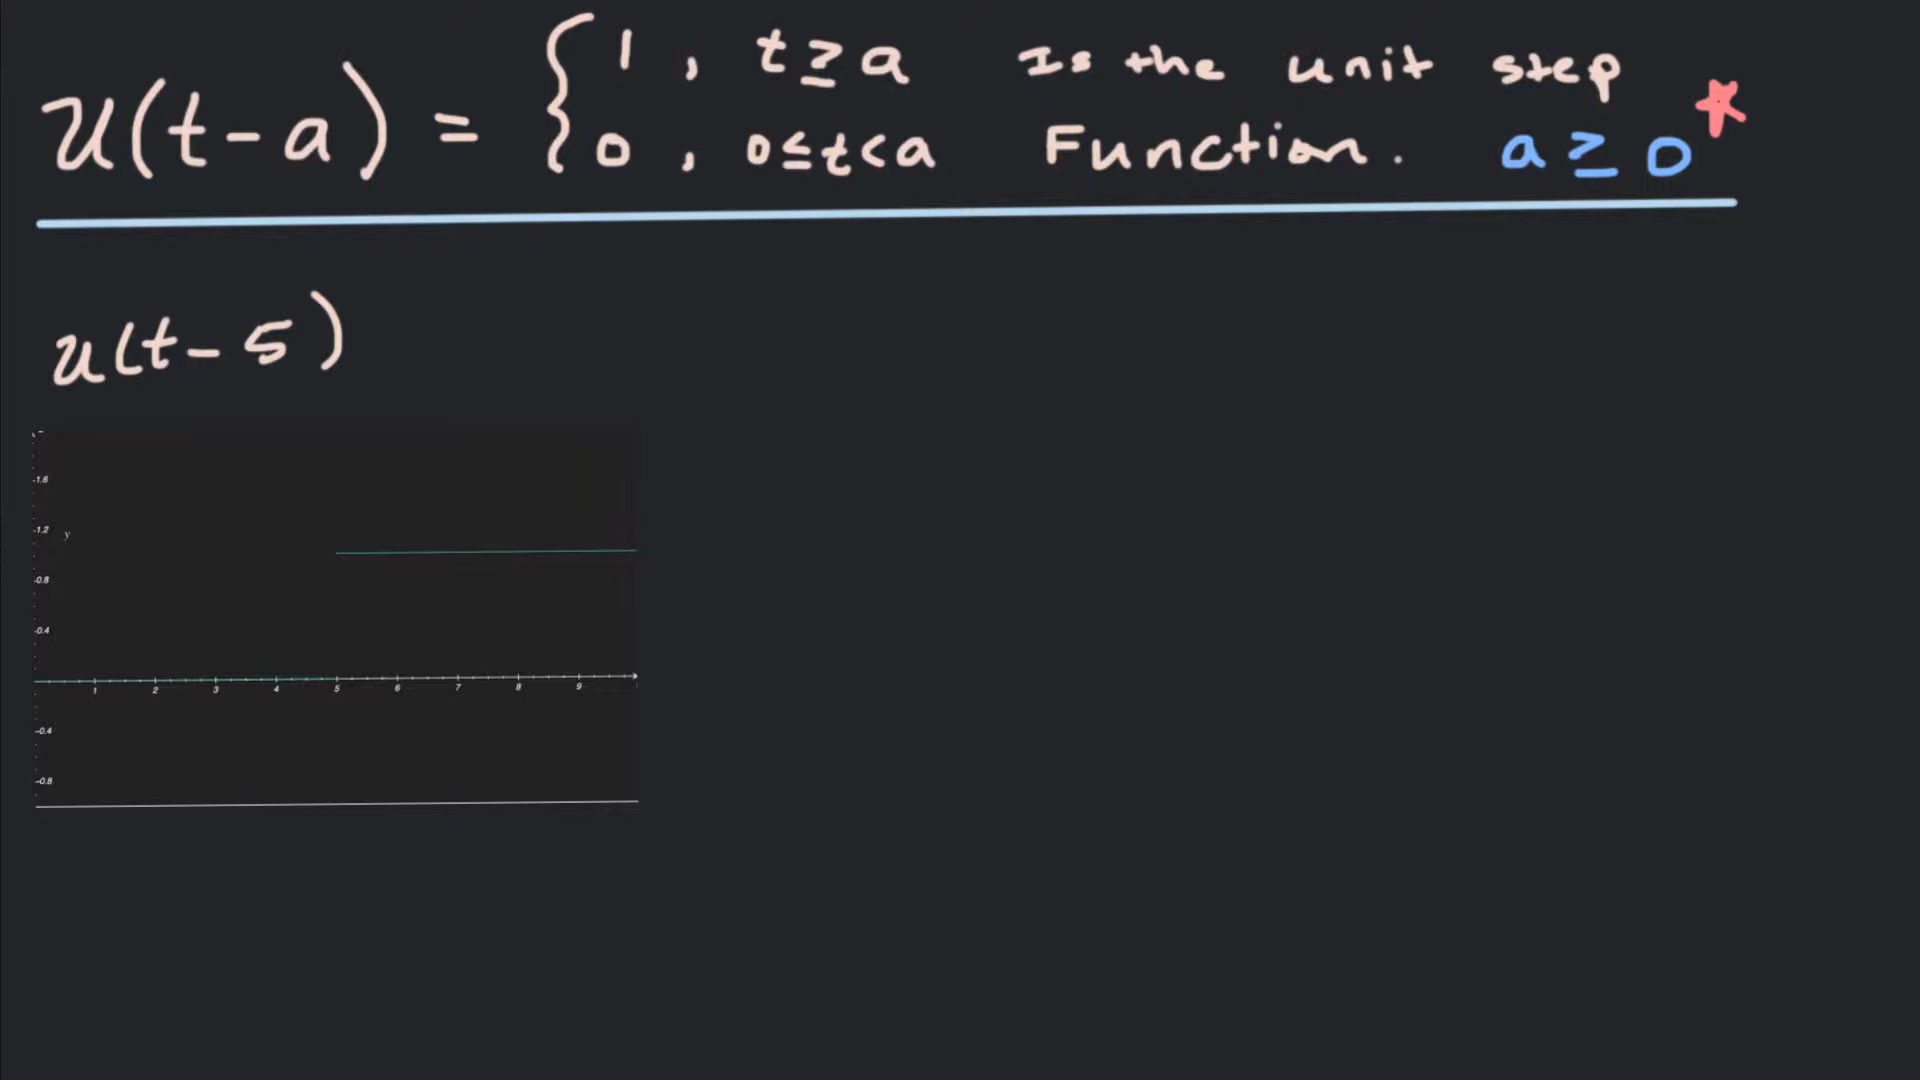 u(t-a) = { 1 , t≥a Is the unit step
0 , 0≤t<a Function. a ≥ 0*
u(t-5)
-1.6
-1.2
y
-0.8
-0.4
1 2 3 4 5 6 7 8 9
-0.4
-0.8